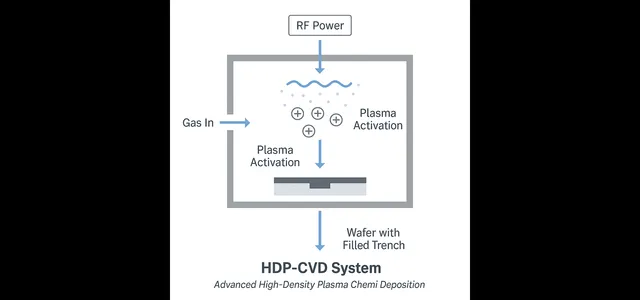 RF Power
Gas In
Plasma
Activation
Plasma
Activation
Wafer with
Filled Trench
HDP-CVD System
Advanced High-Density Plasma Chemi Deposition